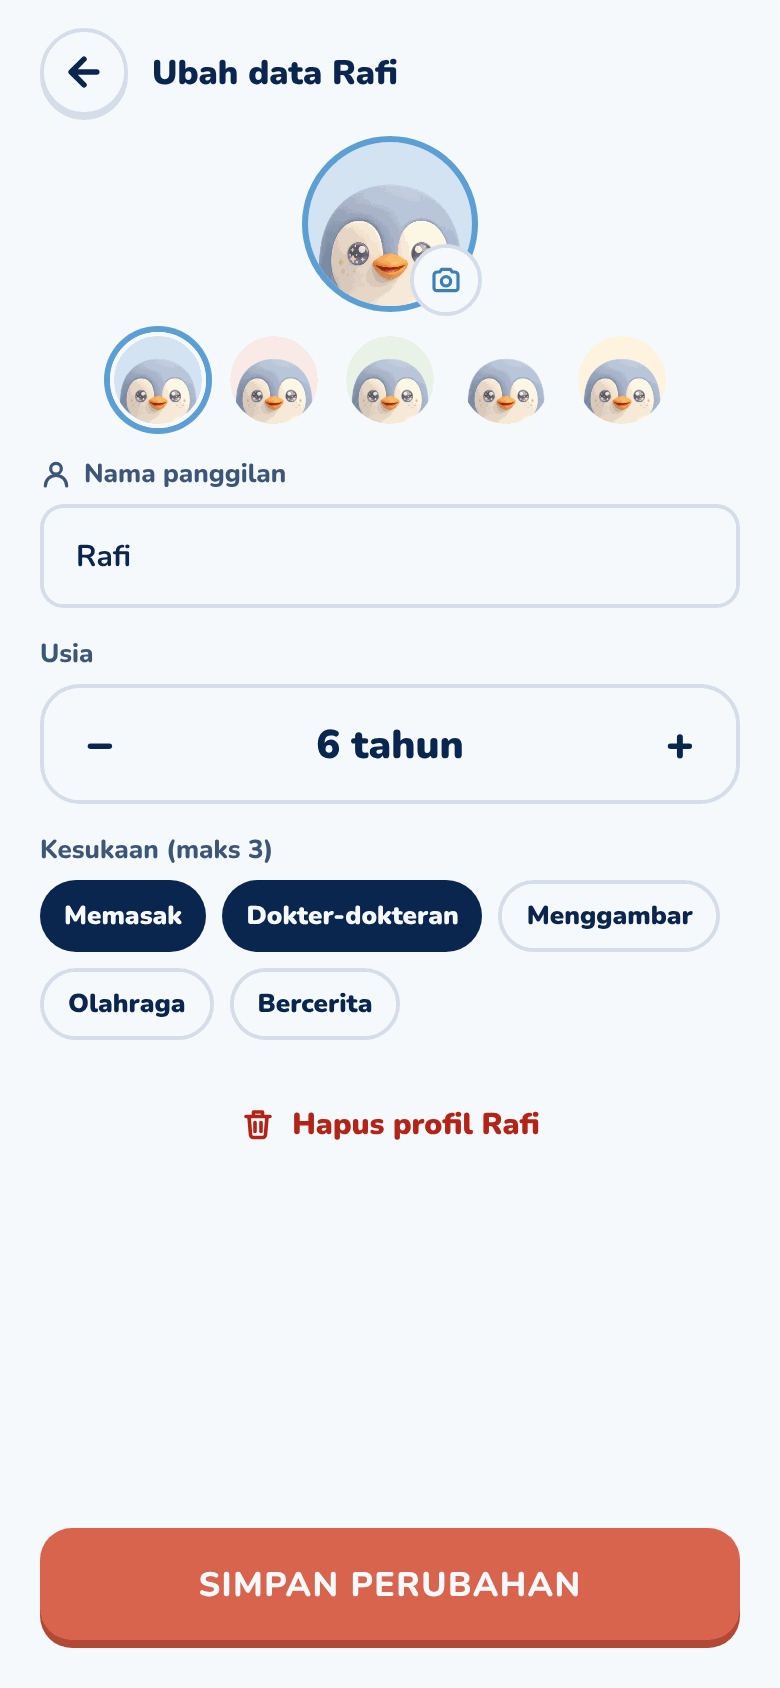 Ubah data Rafi
Nama panggilan
Rafi
Usia
6 tahun
Kesukaan (maks 3)
Memasak Dokter-dokteran Menggambar
Olahraga Bercerita
Hapus profil Rafi
SIMPAN PERUBAHAN